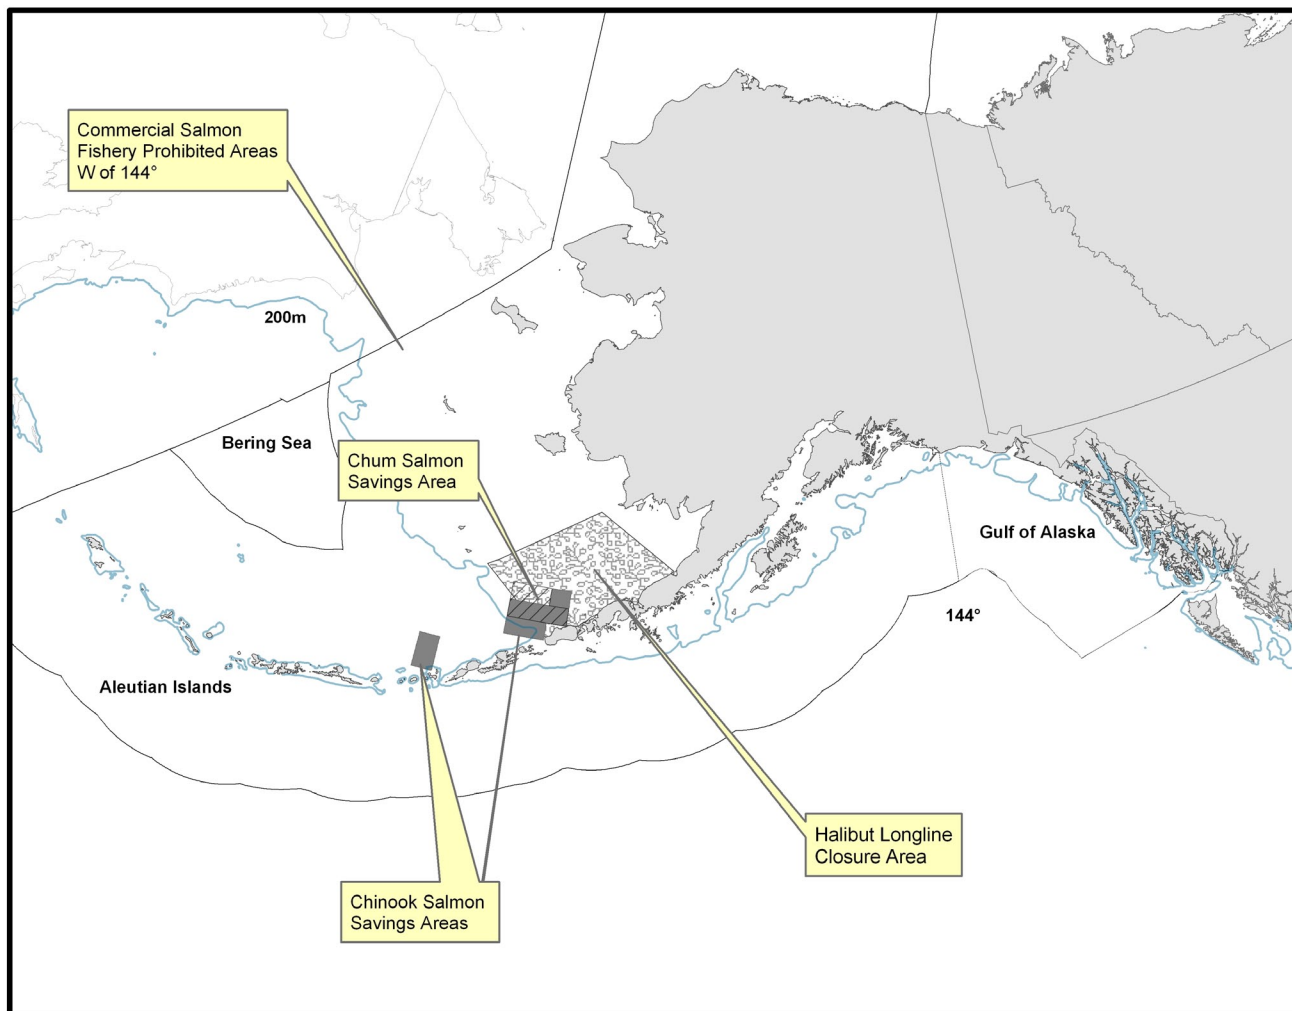 Commercial Salmon
Fishery Prohibited Areas
W of 144°
200m
Bering Sea
Chum Salmon
Savings Area
Gulf of Alaska
144°
Aleutian Islands
Halibut Longline
Closure Area
Chinook Salmon
Savings Areas